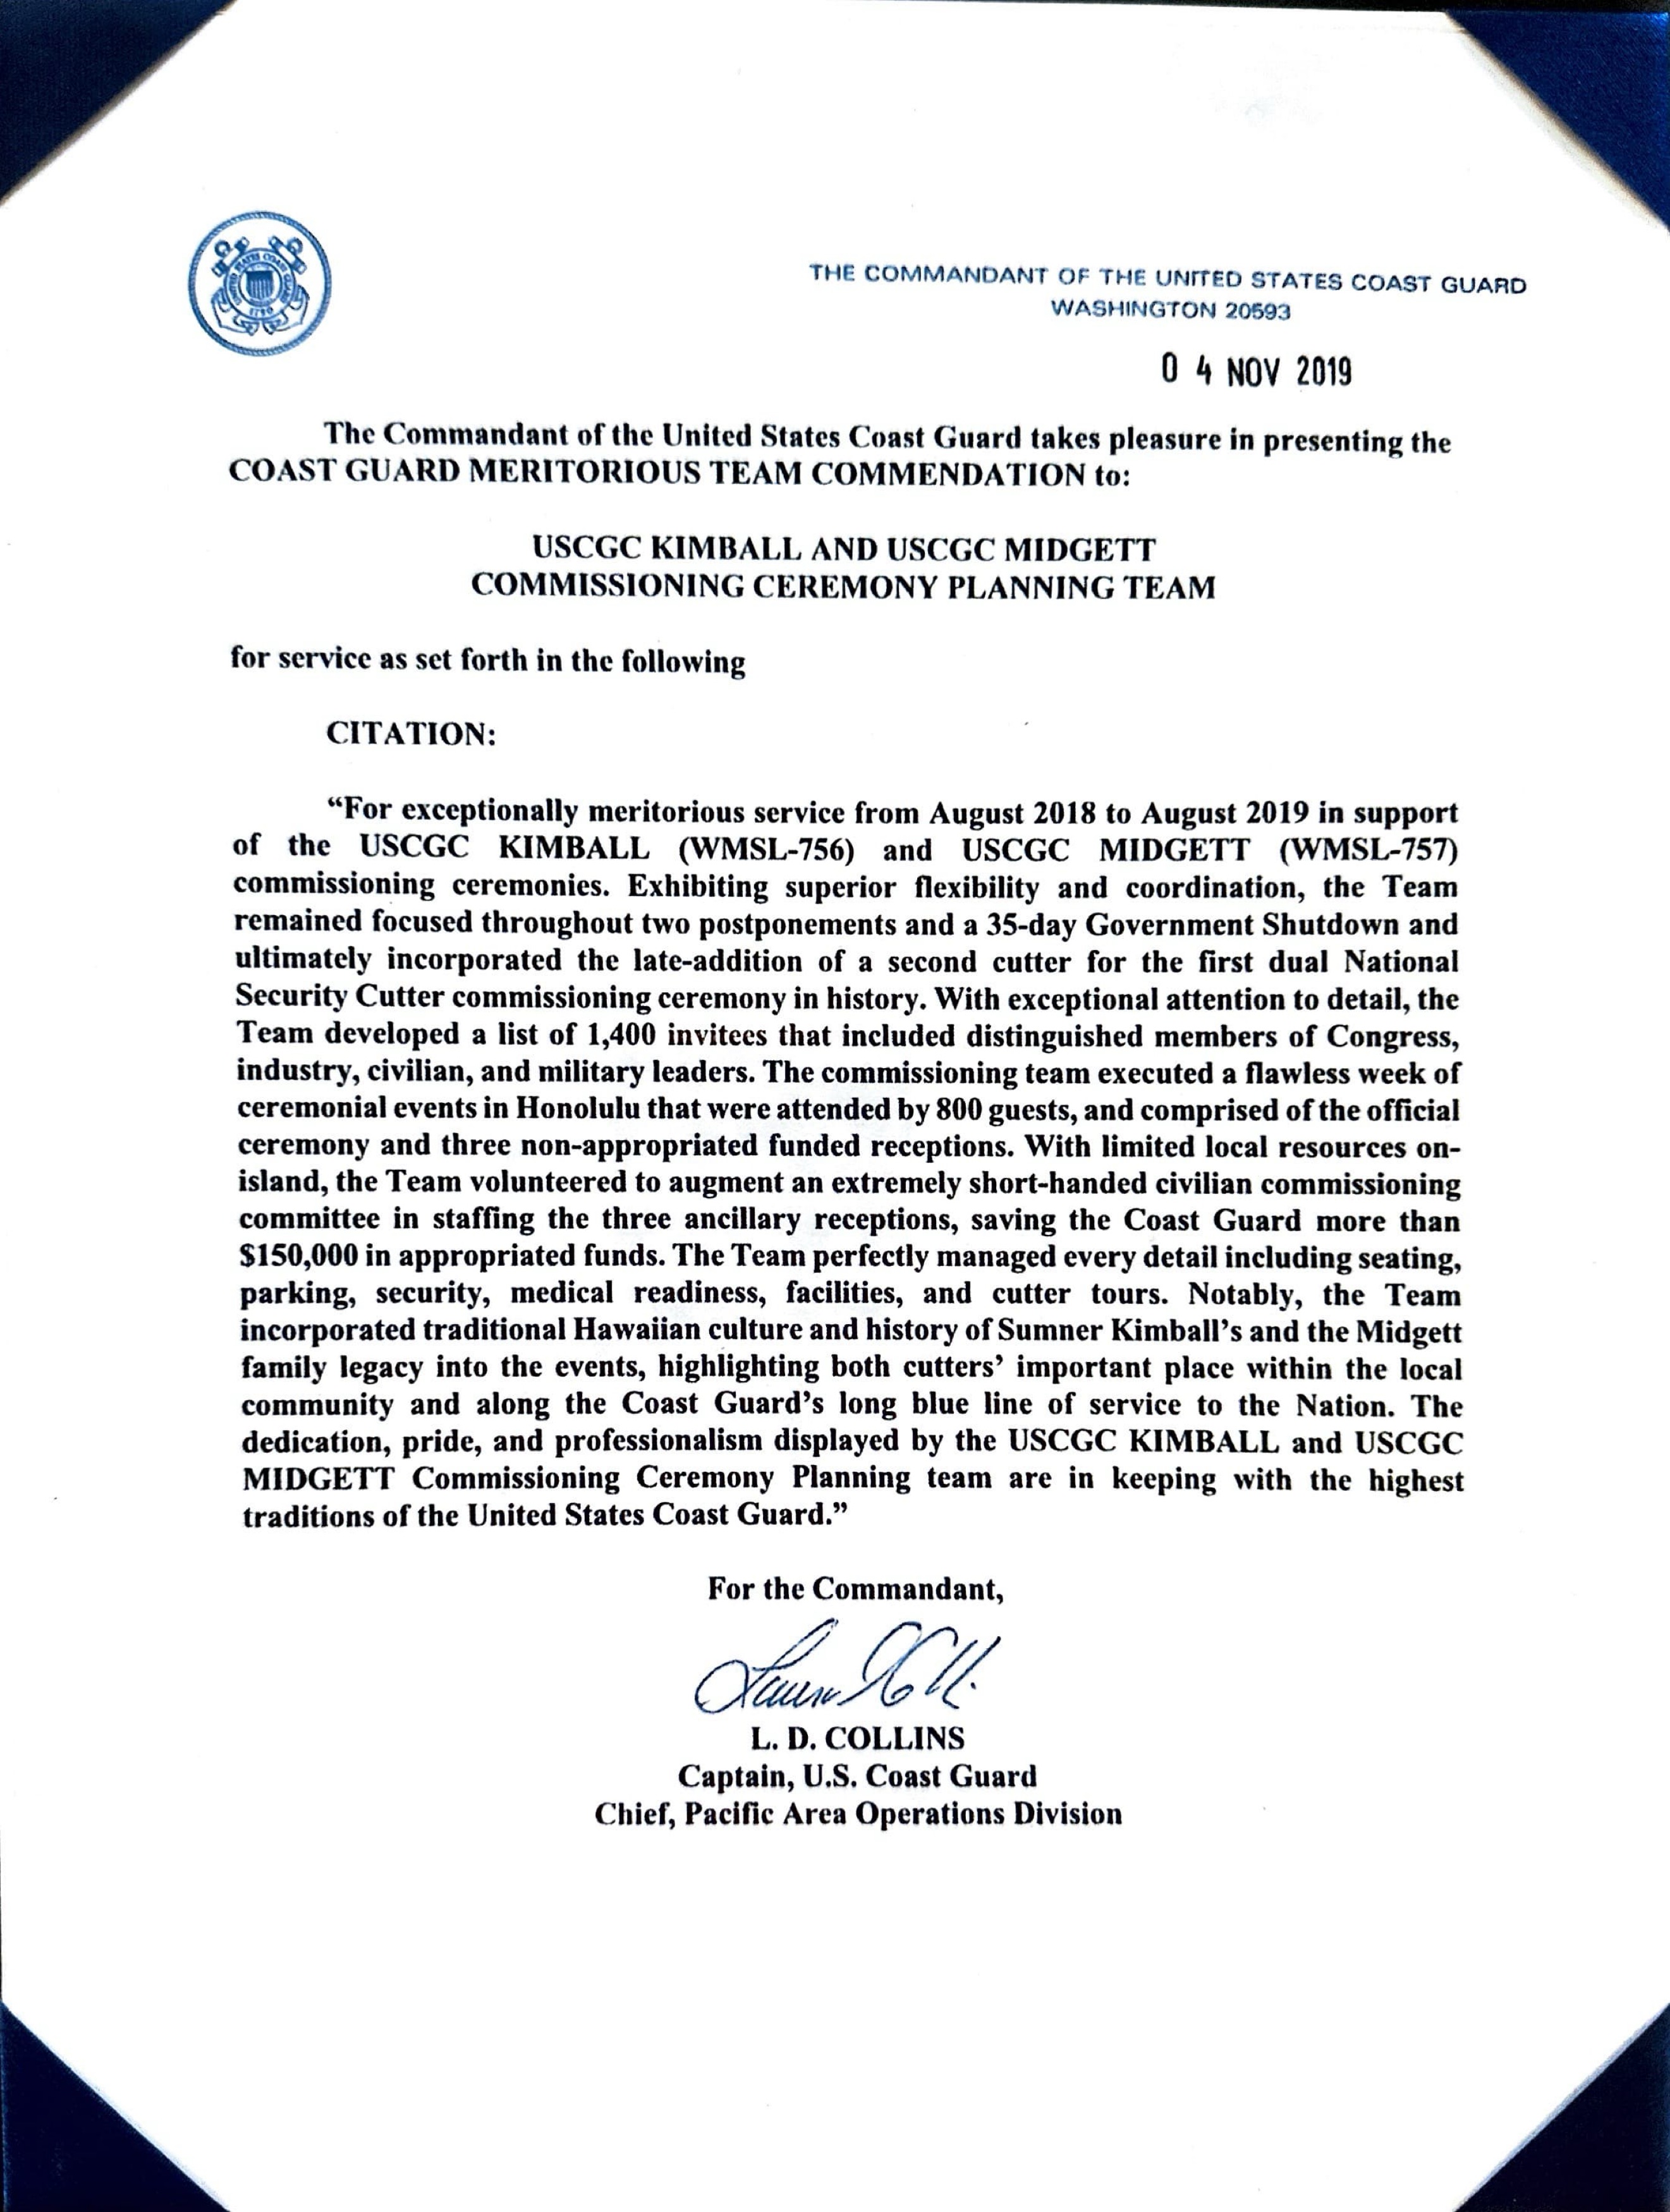 UNITED STATES COAST GUARD
1790
THE COMMANDANT OF THE UNITED STATES COAST GUARD
WASHINGTON 20593
0 4 NOV 2019
The Commandant of the United States Coast Guard takes pleasure in presenting the
COAST GUARD MERITORIOUS TEAM COMMENDATION to:
USCGC KIMBALL AND USCGC MIDGETT
COMMISSIONING CEREMONY PLANNING TEAM
for service as set forth in the following
CITATION:
“For exceptionally meritorious service from August 2018 to August 2019 in support
of the USCGC KIMBALL (WMSL-756) and USCGC MIDGETT (WMSL-757)
commissioning ceremonies. Exhibiting superior flexibility and coordination, the Team
remained focused throughout two postponements and a 35-day Government Shutdown and
ultimately incorporated the late-addition of a second cutter for the first dual National
Security Cutter commissioning ceremony in history. With exceptional attention to detail, the
Team developed a list of 1,400 invitees that included distinguished members of Congress,
industry, civilian, and military leaders. The commissioning team executed a flawless week of
ceremonial events in Honolulu that were attended by 800 guests, and comprised of the official
ceremony and three non-appropriated funded receptions. With limited local resources on-
island, the Team volunteered to augment an extremely short-handed civilian commissioning
committee in staffing the three ancillary receptions, saving the Coast Guard more than
$150,000 in appropriated funds. The Team perfectly managed every detail including seating,
parking, security, medical readiness, facilities, and cutter tours. Notably, the Team
incorporated traditional Hawaiian culture and history of Sumner Kimball’s and the Midgett
family legacy into the events, highlighting both cutters’ important place within the local
community and along the Coast Guard’s long blue line of service to the Nation. The
dedication, pride, and professionalism displayed by the USCGC KIMBALL and USCGC
MIDGETT Commissioning Ceremony Planning team are in keeping with the highest
traditions of the United States Coast Guard.”
For the Commandant,
L. D. COLLINS
Captain, U.S. Coast Guard
Chief, Pacific Area Operations Division